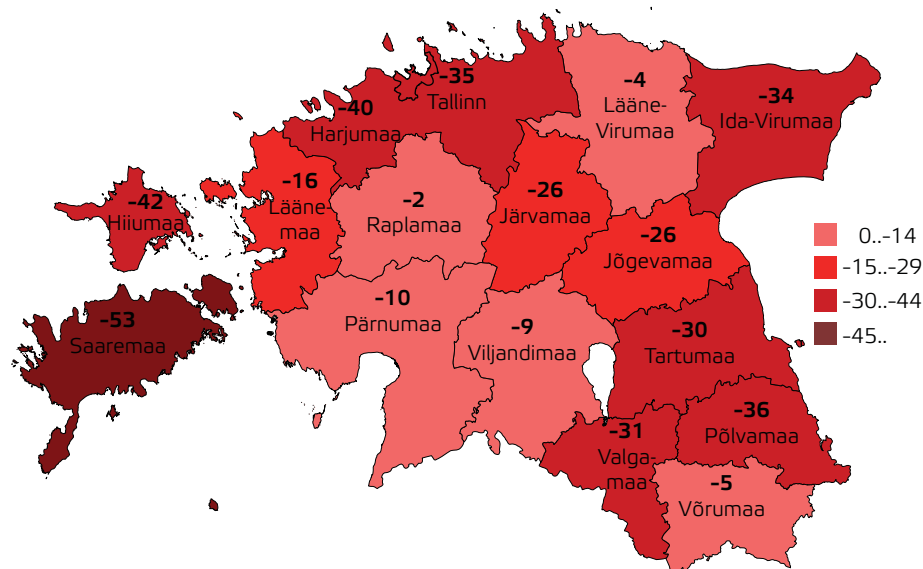 -35
Tallinn
-40
Harjumaa
-4
Lääne-
Virumaa
-34
Ida-Virumaa
-42
Hiiumaa
-16
Lääne-
maa
-2
Raplamaa
-26
Järvamaa
-26
Jõgevamaa
-53
Saaremaa
-10
Pärnumaa
-9
Viljandimaa
-30
Tartumaa
-31
Valga-
maa
-36
Põlvamaa
-5
Võrumaa
0..-14
-15..-29
-30..-44
-45..